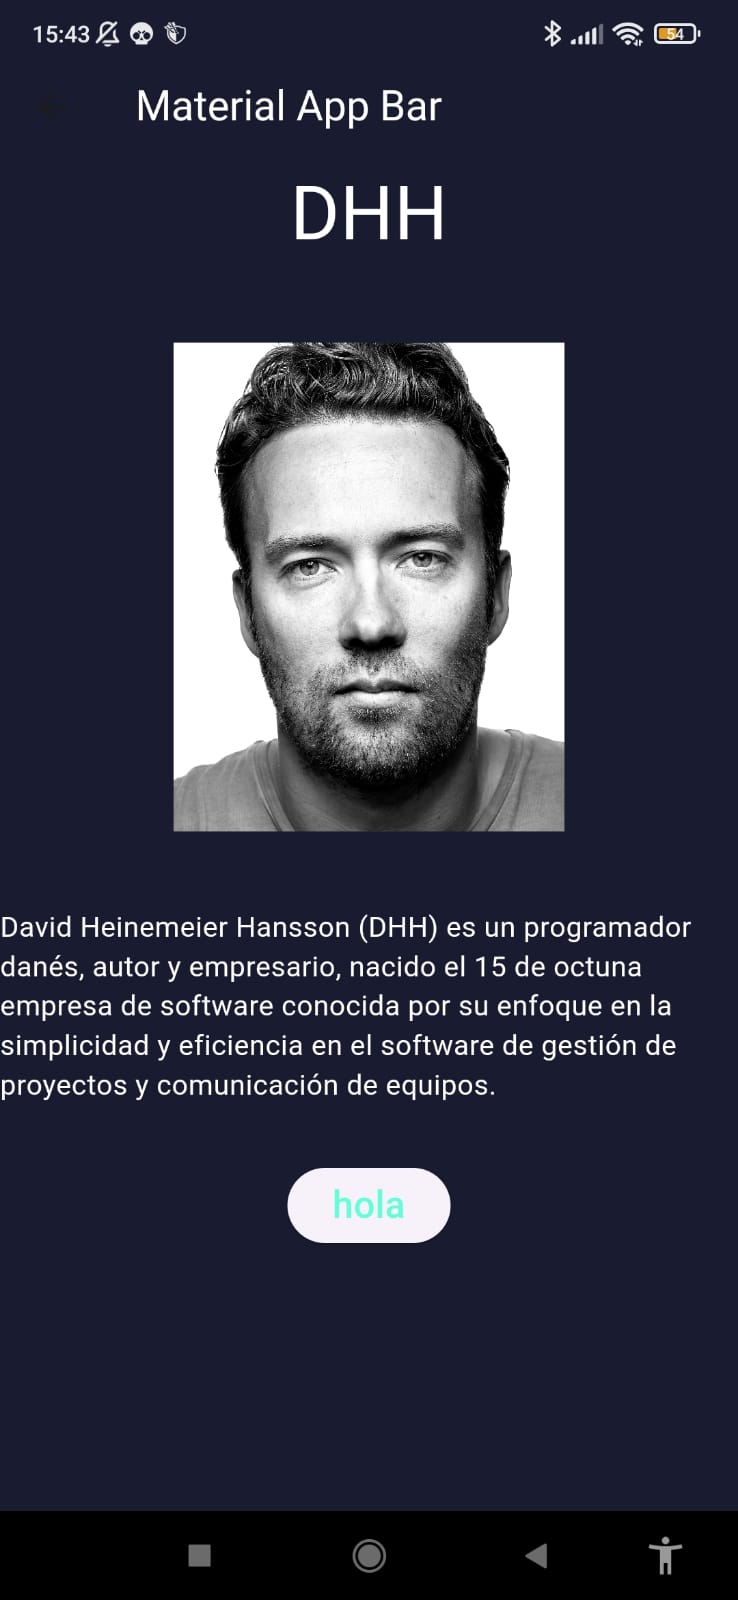 15:43
54
Material App Bar
DHH
David Heinemeier Hansson (DHH) es un programador
danés, autor y empresario, nacido el 15 de octuna
empresa de software conocida por su enfoque en la
simplicidad y eficiencia en el software de gestión de
proyectos y comunicación de equipos.
hola